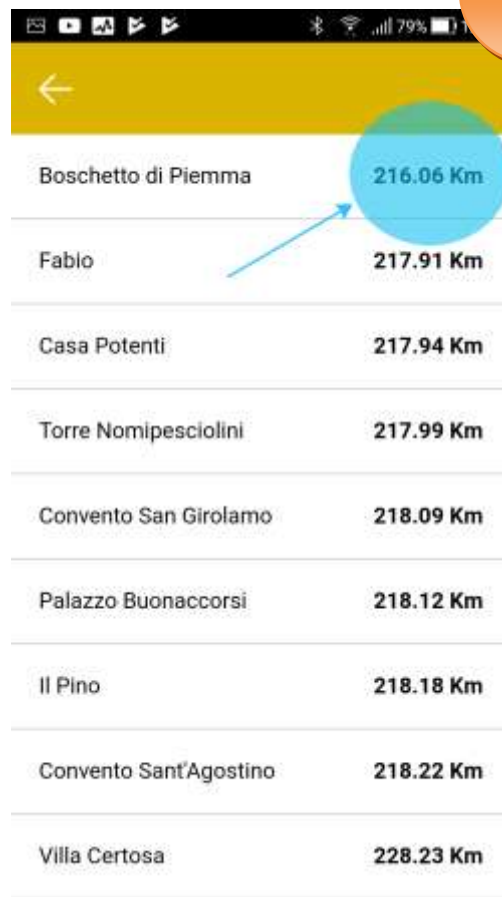 79%
Boschetto di Piemma 216.06 Km
Fabio 217.91 Km
Casa Potenti 217.94 Km
Torre Nomipesciolini 217.99 Km
Convento San Girolamo 218.09 Km
Palazzo Buonaccorsi 218.12 Km
Il Pino 218.18 Km
Convento Sant'Agostino 218.22 Km
Villa Certosa 228.23 Km